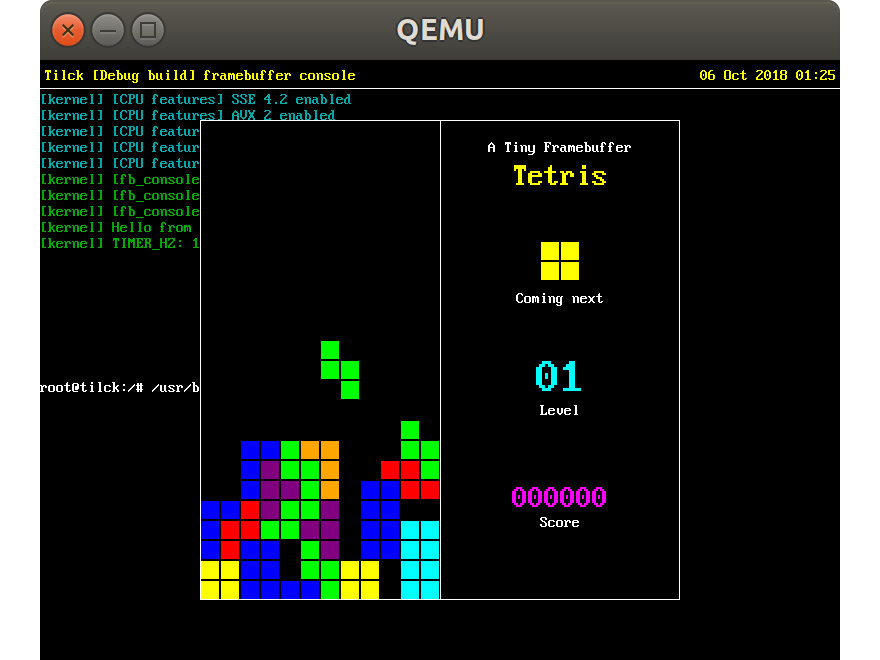 QEMU
Tilck [Debug build] framebuffer console 06 Oct 2018 01:25
[kernel] [CPU features] SSE 4.2 enabled
[kernel] [CPU features] AVX 2 enabled
[kernel] [CPU featur
[kernel] [CPU featur
[kernel] [CPU featur
[kernel] [fb_console
[kernel] [fb_console
[kernel] [fb_console
[kernel] Hello from
[kernel] TIMER_HZ: 1
root@tilck:/# /usr/b
A Tiny Framebuffer
Tetris
Coming next
01
Level
000000
Score